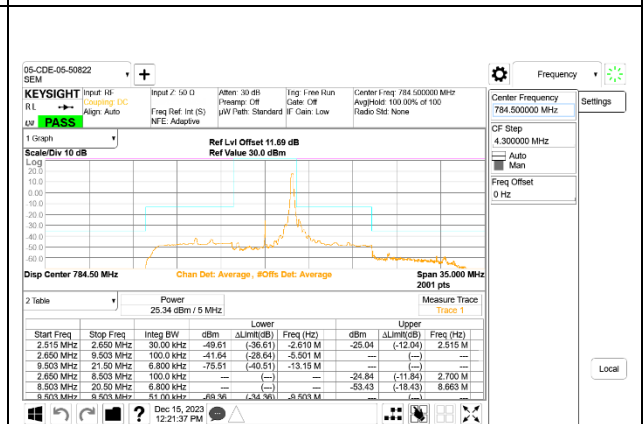 05-CDE-05-50822
SEM
+
Frequency
KEYSIGHT Input: RF Input Z: 50 Ω Atten: 30 dB Trig: Free Run Center Freq: 784.500000 MHz
RL Coupling: DC Preamp: Off Gate: Off Avg|Hold: 100.00% of 100
Align: Auto Freq Ref: Int (S) µW Path: Standard IF Gain: Low Radio Std: None
NFE: Adaptive
PASS
Center Frequency
784.500000 MHz
Settings
CF Step
4.300000 MHz
Auto
Man
Freq Offset
0 Hz
1 Graph
Ref Lvl Offset 11.69 dB
Scale/Div 10 dB Ref Value 30.0 dBm
Log
20.0
10.0
0.00
-10.0
-20.0
-30.0
-40.0
-50.0
-60.0
Disp Center 784.50 MHz Chan Det: Average, #Offs Det: Average Span 35.000 MHz
2001 pts
2 Table
Power
25.34 dBm / 5 MHz
Measure Trace
Trace 1
Lower Upper
Start Freq Stop Freq Integ BW dBm ΔLimit(dB) Freq (Hz) dBm ΔLimit(dB) Freq (Hz)
2.515 MHz 2.650 MHz 30.00 kHz -49.61 (-36.61) -2.610 M -25.04 (-12.04) 2.515 M
2.650 MHz 9.503 MHz 100.0 kHz -41.64 (-28.64) -5.501 M --- (---) ---
9.503 MHz 21.50 MHz 6.800 kHz -75.51 (-40.51) -13.15 M --- (---) ---
2.650 MHz 8.503 MHz 100.0 kHz --- (---) --- -24.84 (-11.84) 2.700 M
8.503 MHz 20.50 MHz 6.800 kHz --- (---) --- -53.43 (-18.43) 8.663 M
9.503 MHz 9.503 MHz 51.00 kHz -69.36 (-34.36) -9.503 M --- (---) ---
Local
?
Dec 15, 2023
12:21:37 PM